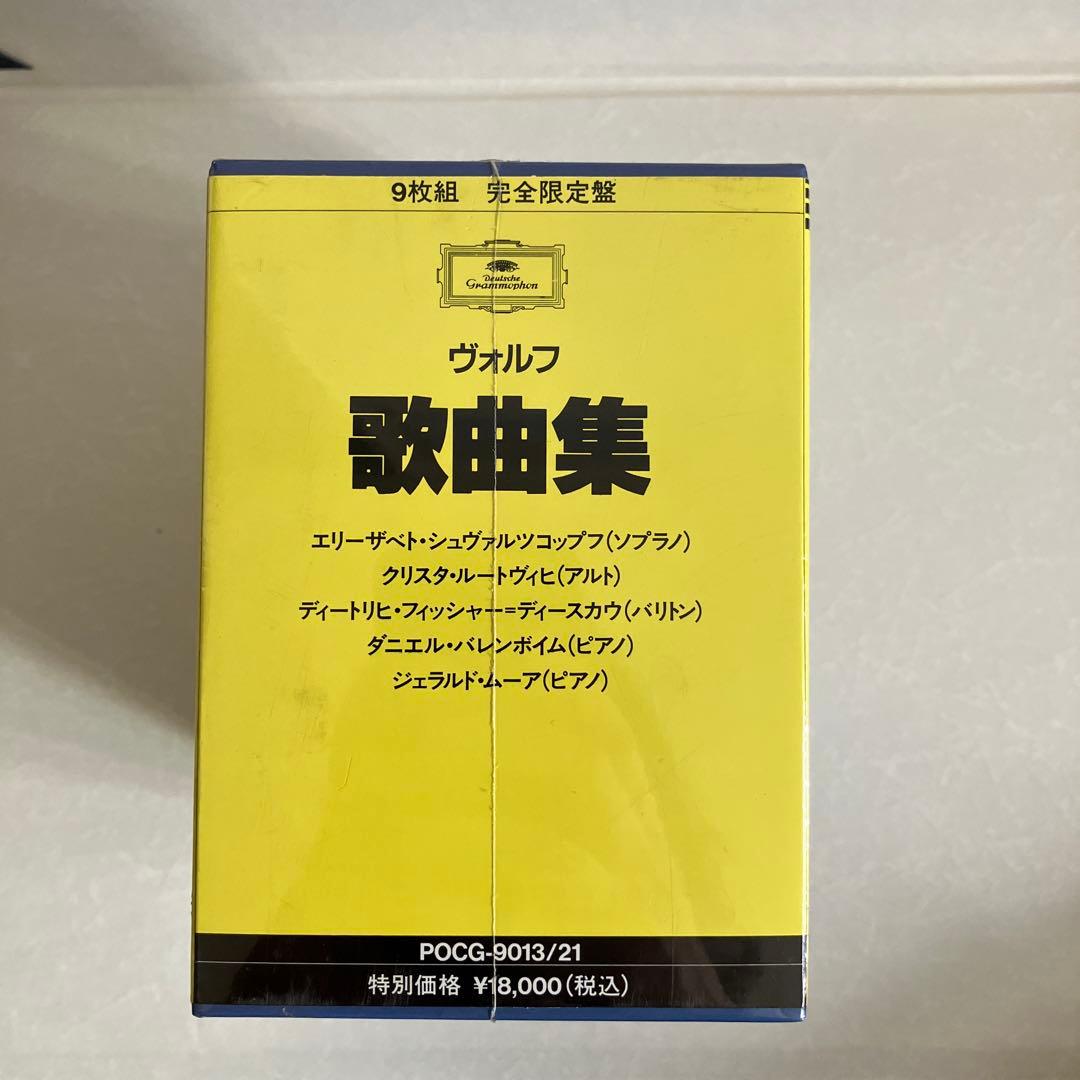 9枚組 完全限定盤
Deutsche
Grammophon
ヴォルフ
歌曲集
エリーザベト・シュヴァルツコップフ(ソプラノ)
クリスタ・ルートヴィヒ(アルト)
ディートリヒ・フィッシャー=ディースカウ(バリトン)
ダニエル・バレンボイム(ピアノ)
ジェラルド・ムーア(ピアノ)
POCG-9013/21
特別価格 ¥18,000(税込)